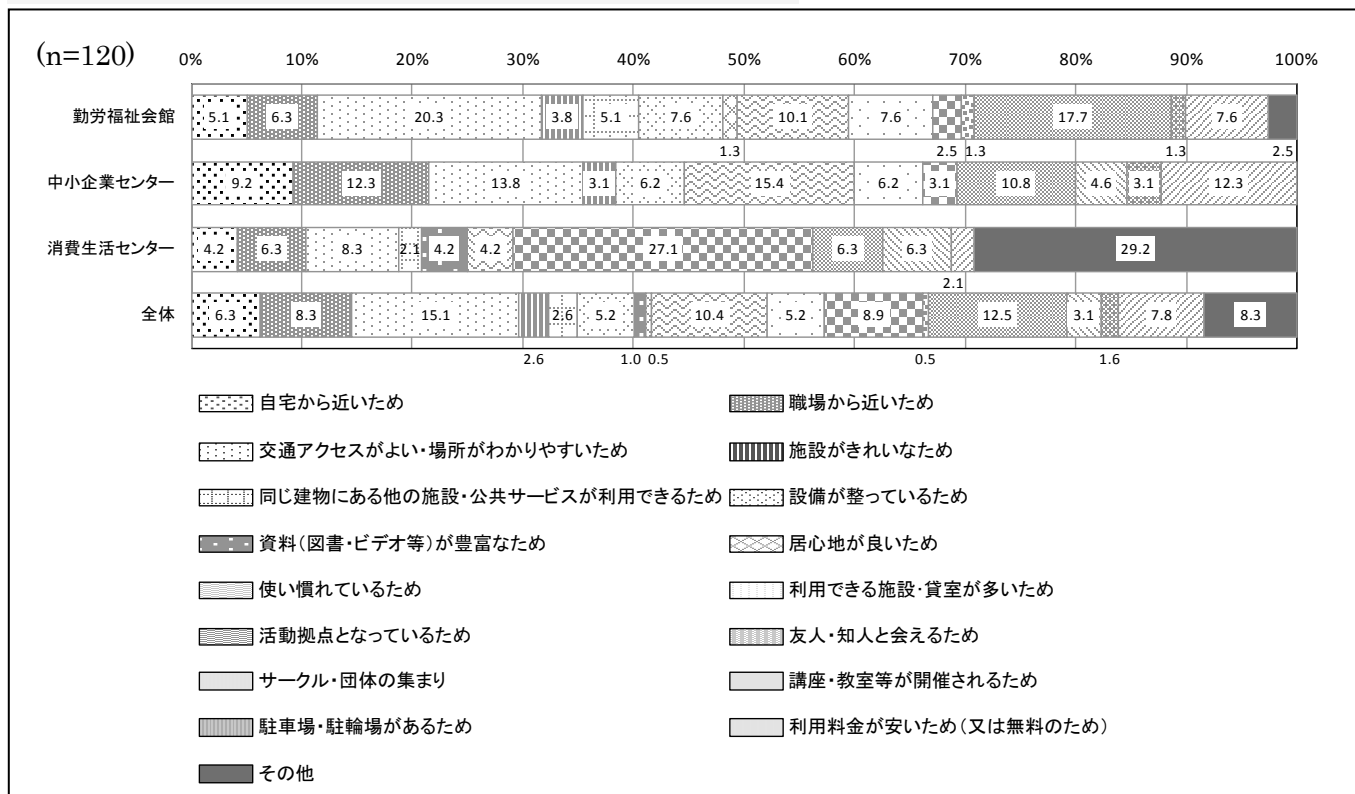 (n=120)
0% 10% 20% 30% 40% 50% 60% 70% 80% 90% 100%
勤労福祉会館 5.1 6.3 20.3 3.8 5.1 7.6 10.1 7.6 17.7 7.6
1.3 2.5 1.3 1.3 2.5
中小企業センター 9.2 12.3 13.8 3.1 6.2 15.4 6.2 3.1 10.8 4.6 3.1 12.3
消費生活センター 4.2 6.3 8.3 2.1 4.2 4.2 27.1 6.3 6.3 29.2
2.1
全体 6.3 8.3 15.1 2.6 5.2 10.4 5.2 8.9 12.5 3.1 7.8 8.3
2.6 1.0 0.5 0.5 1.6
自宅から近いため 職場から近いため
交通アクセスがよい・場所がわかりやすいため 施設がきれいなため
同じ建物にある他の施設・公共サービスが利用できるため 設備が整っているため
資料(図書・ビデオ等)が豊富なため 居心地が良いため
使い慣れているため 利用できる施設・貸室が多いため
活動拠点となっているため 友人・知人と会えるため
サークル・団体の集まり 講座・教室等が開催されるため
駐車場・駐輪場があるため 利用料金が安いため(又は無料のため)
その他